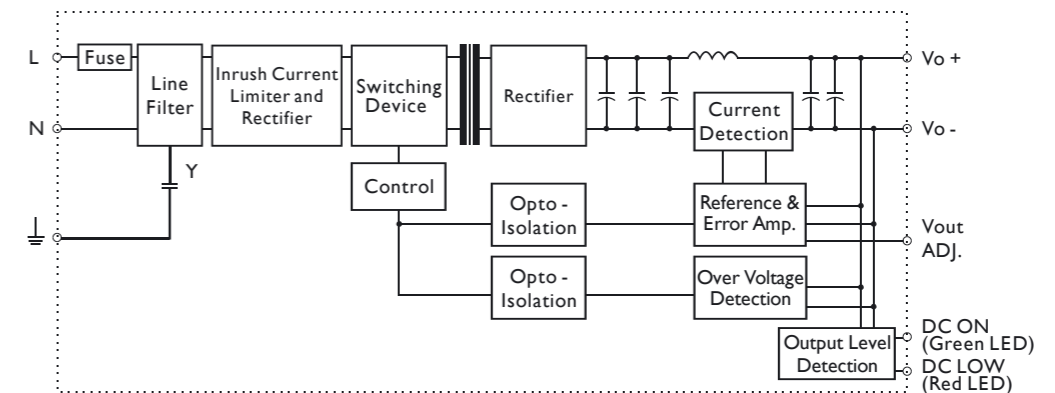 L
Fuse
Line
Filter
Inrush Current
Limiter and
Rectifier
Switching
Device
Rectifier
Vo +
N
Current
Detection
Vo -
Y
Control
Opto -
Isolation
Reference &
Error Amp.
Vout
ADJ.
Opto -
Isolation
Over Voltage
Detection
Output Level
Detection
DC ON
(Green LED)
DC LOW
(Red LED)